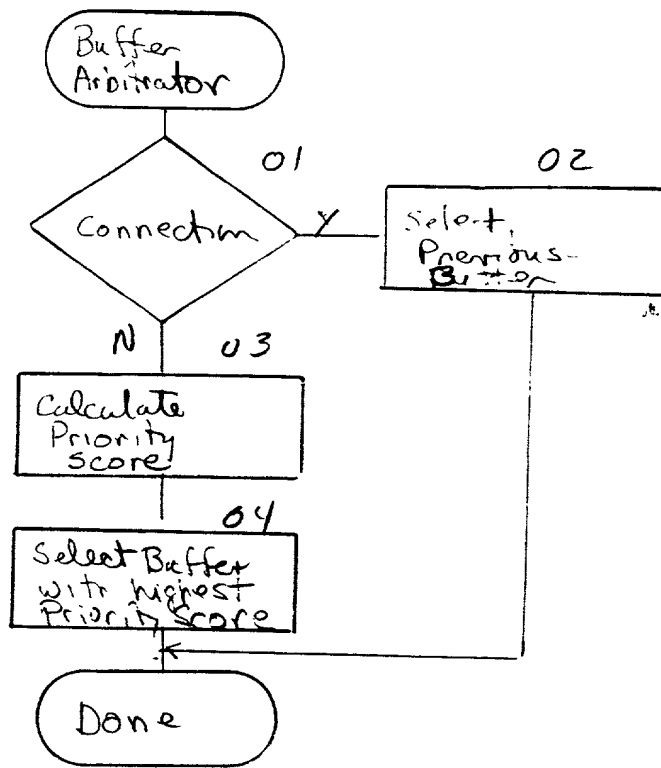 Buffer
Arbitrator
01
02
Connection
Y
Select
Previous
Buffer
N
03
Calculate
Priority
Score
04
Select Buffer
with highest
Priority Score
Done